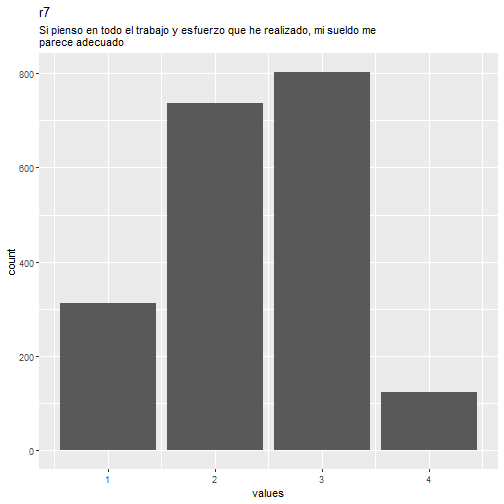 r7
Si pienso en todo el trabajo y esfuerzo que he realizado, mi sueldo me
parece adecuado
800
600
400
200
0
count
1 2 3 4
values